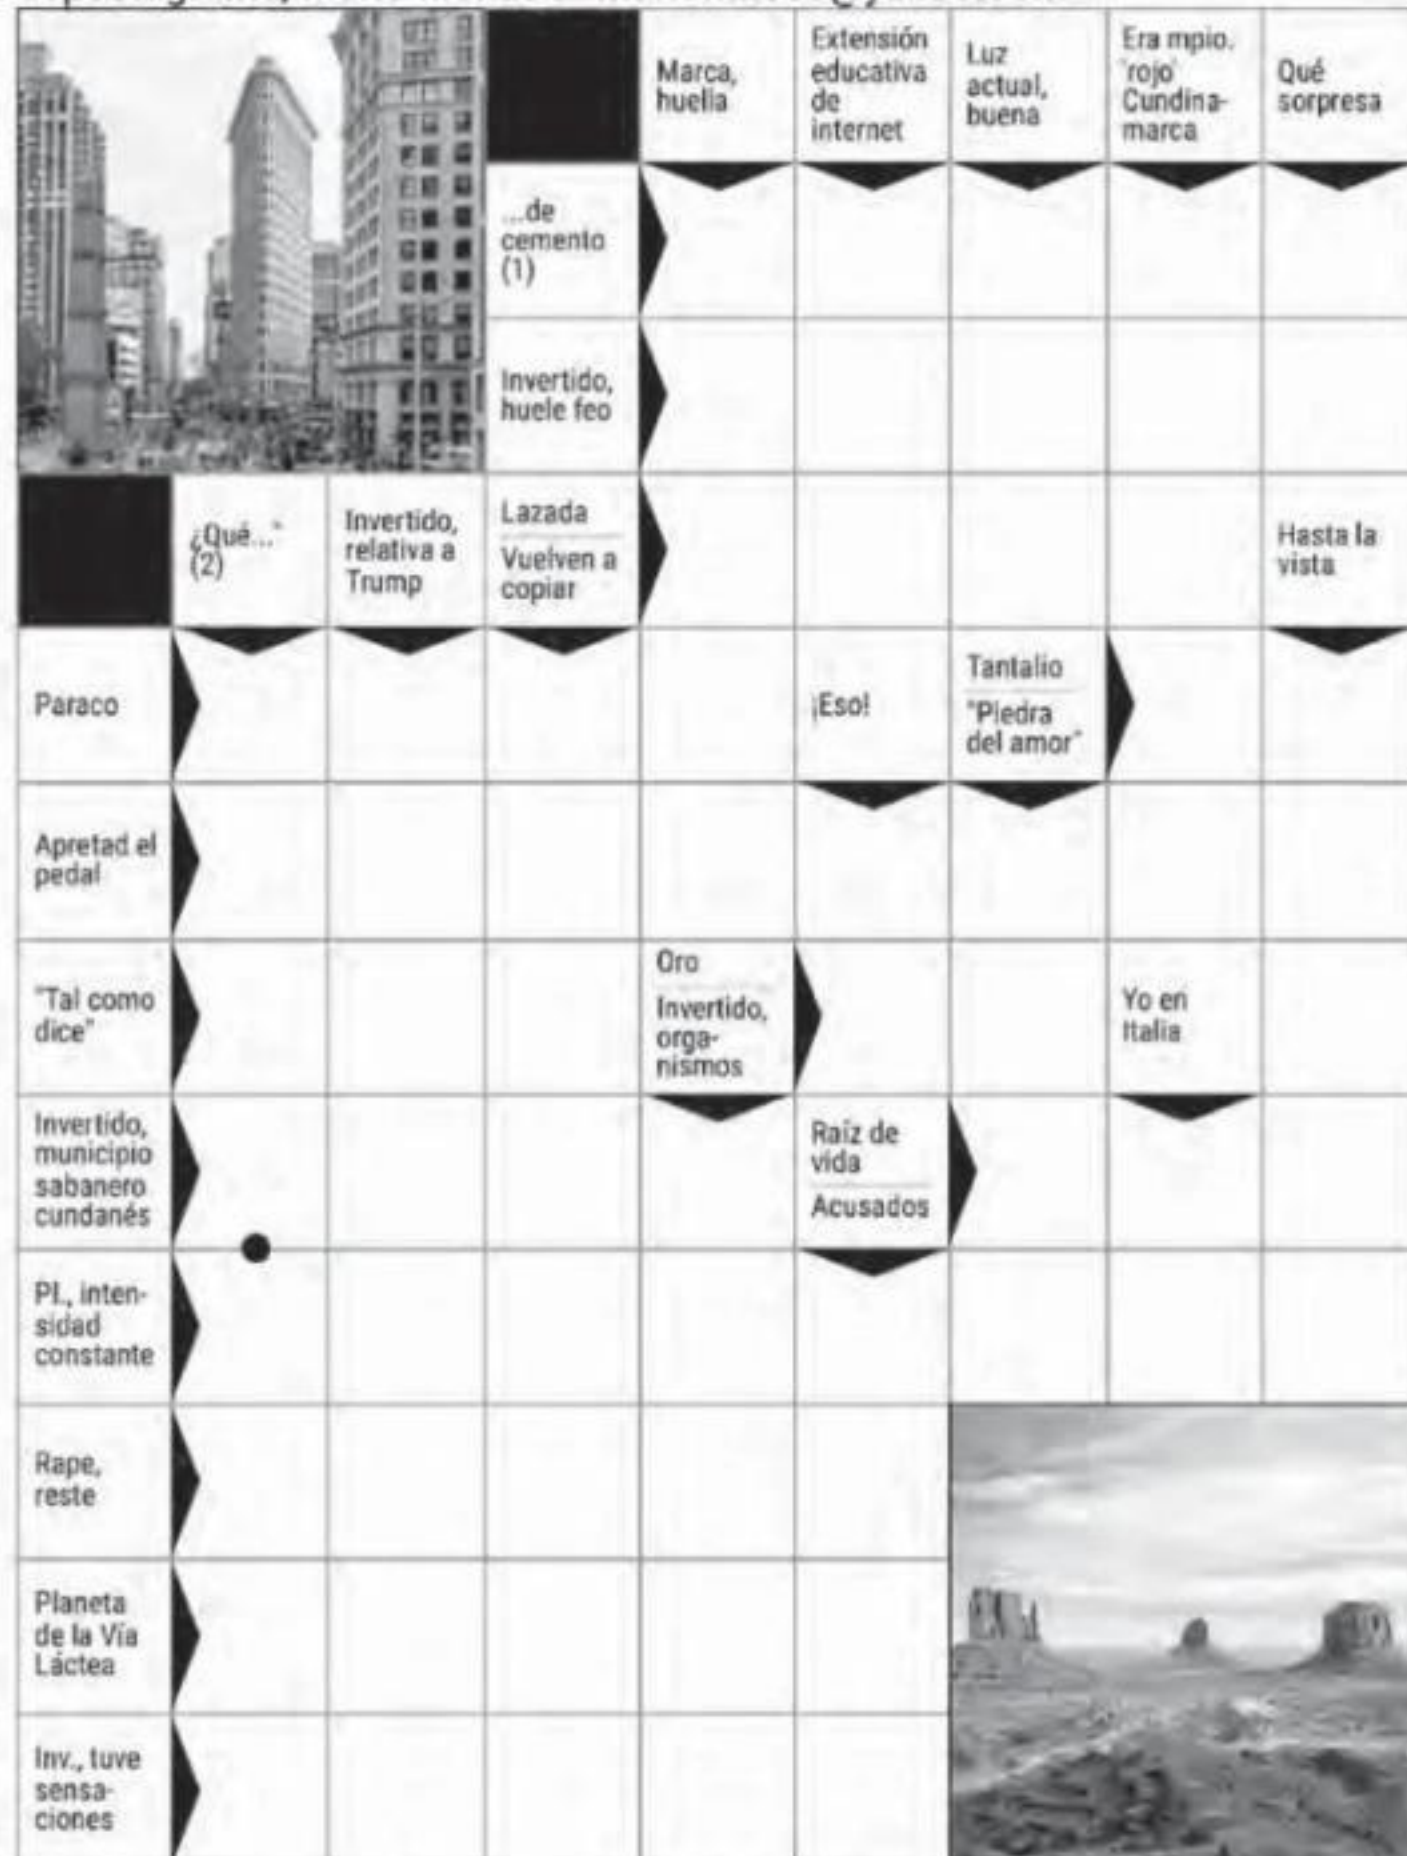 Marca,
huella
Extensión
educativa
de
internet
Luz
actual,
buena
Era mpio.
'rojo'
Cundina-
marca
Qué
sorpresa
...de
cemento
(1)
Invertido,
huele feo
¿Qué..."
(2)
Invertido,
relativa a
Trump
Lazada
Vuelven a
copiar
Hasta la
vista
Paraco
¡Eso!
Tantalio
"Piedra
del amor"
Apretad el
pedal
"Tal como
dice"
Oro
Invertido,
orga-
nismos
Yo en
Italia
Invertido,
municipio
sabanero
cundanés
Raíz de
vida
Acusados
Pl., inten-
sidad
constante
Rape,
reste
Planeta
de la Vía
Láctea
Inv., tuve
sensa-
ciones